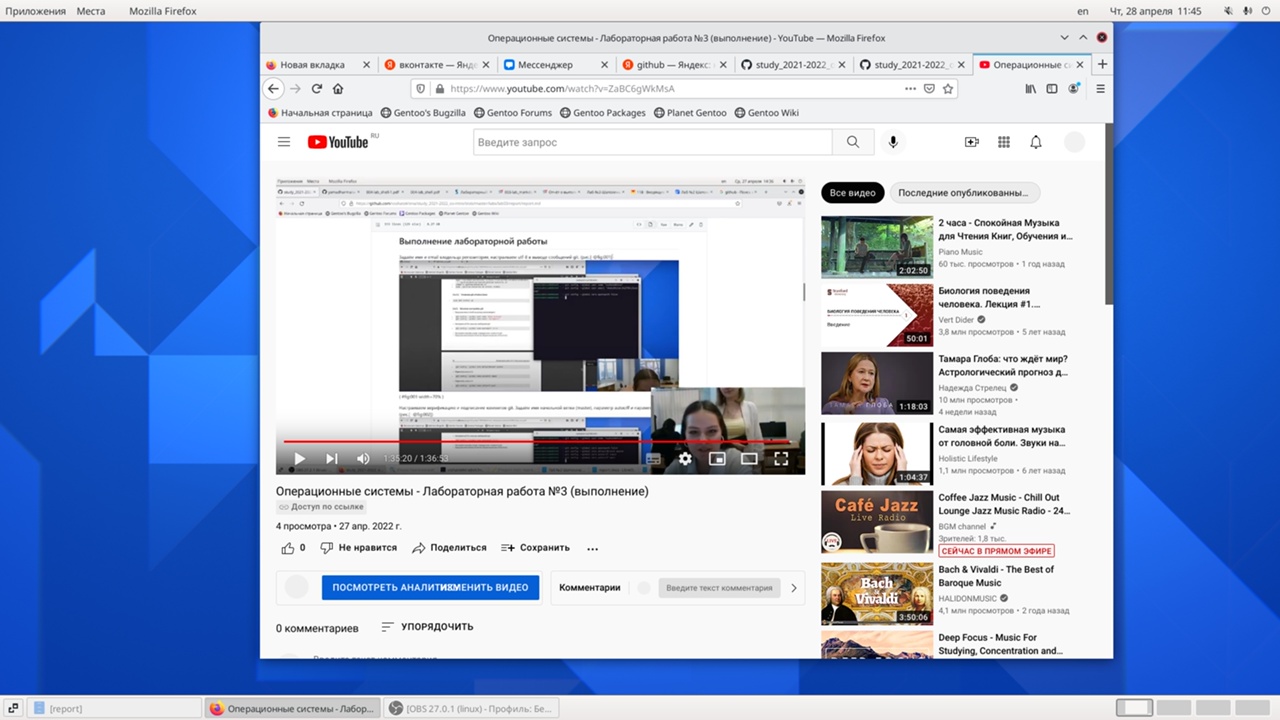 Приложения Места Mozilla Firefox en Чт, 28 апреля 11:45
Операционные системы - Лабораторная работа №3 (выполнение) - YouTube — Mozilla Firefox
Новая вкладка вконтакте — Янде Мессенджер github — Яндекс: study_2021-2022_ study_2021-2022_ Операционные си
https://www.youtube.com/watch?v=ZaBC6gWkMsA
Начальная страница Gentoo's Bugzilla Gentoo Forums Gentoo Packages Planet Gentoo Gentoo Wiki
YouTube RU
Введите запрос
Выполнение лабораторной работы
1:35:20 / 1:36:53
Операционные системы - Лабораторная работа №3 (выполнение)
Доступ по ссылке
4 просмотра • 27 апр. 2022 г.
0 Не нравится Поделиться Сохранить ...
ПОСМОТРЕТЬ АНАЛИТИ ИЗМЕНИТЬ ВИДЕО
Комментарии Введите текст комментария
0 комментариев УПОРЯДОЧИТЬ
Все видео Последние опубликованны...
2 часа - Спокойная Музыка
для Чтения Книг, Обучения и...
Piano Music
60 тыс. просмотров • 1 год назад
2:02:50
Биология поведения
человека. Лекция #1....
Vert Dider
3,8 млн просмотров • 5 лет назад
БИОЛОГИЯ ПОВЕДЕНИЯ ЧЕЛОВЕКА
Введение
50:01
Тамара Глоба: что ждёт мир?
Астрологический прогноз д...
Надежда Стрелец
10 млн просмотров •
4 недели назад
1:18:03
Самая эффективная музыка
от головной боли. Звуки на...
Holistic Lifestyle
1,1 млн просмотров • 6 лет назад
1:04:37
Coffee Jazz Music - Chill Out
Lounge Jazz Music Radio - 24...
BGM channel
Зрителей: 1,8 тыс.
СЕЙЧАС В ПРЯМОМ ЭФИРЕ
Café Jazz
Live Radio
Bach & Vivaldi - The Best of
Baroque Music
HALIDONMUSIC
4,1 млн просмотров • 2 года назад
Bach
&
Vivaldi
3:50:06
Deep Focus - Music For
Studying, Concentration and...
[report] Операционные системы - Лабор... [OBS 27.0.1 (linux) - Профиль: Бе...